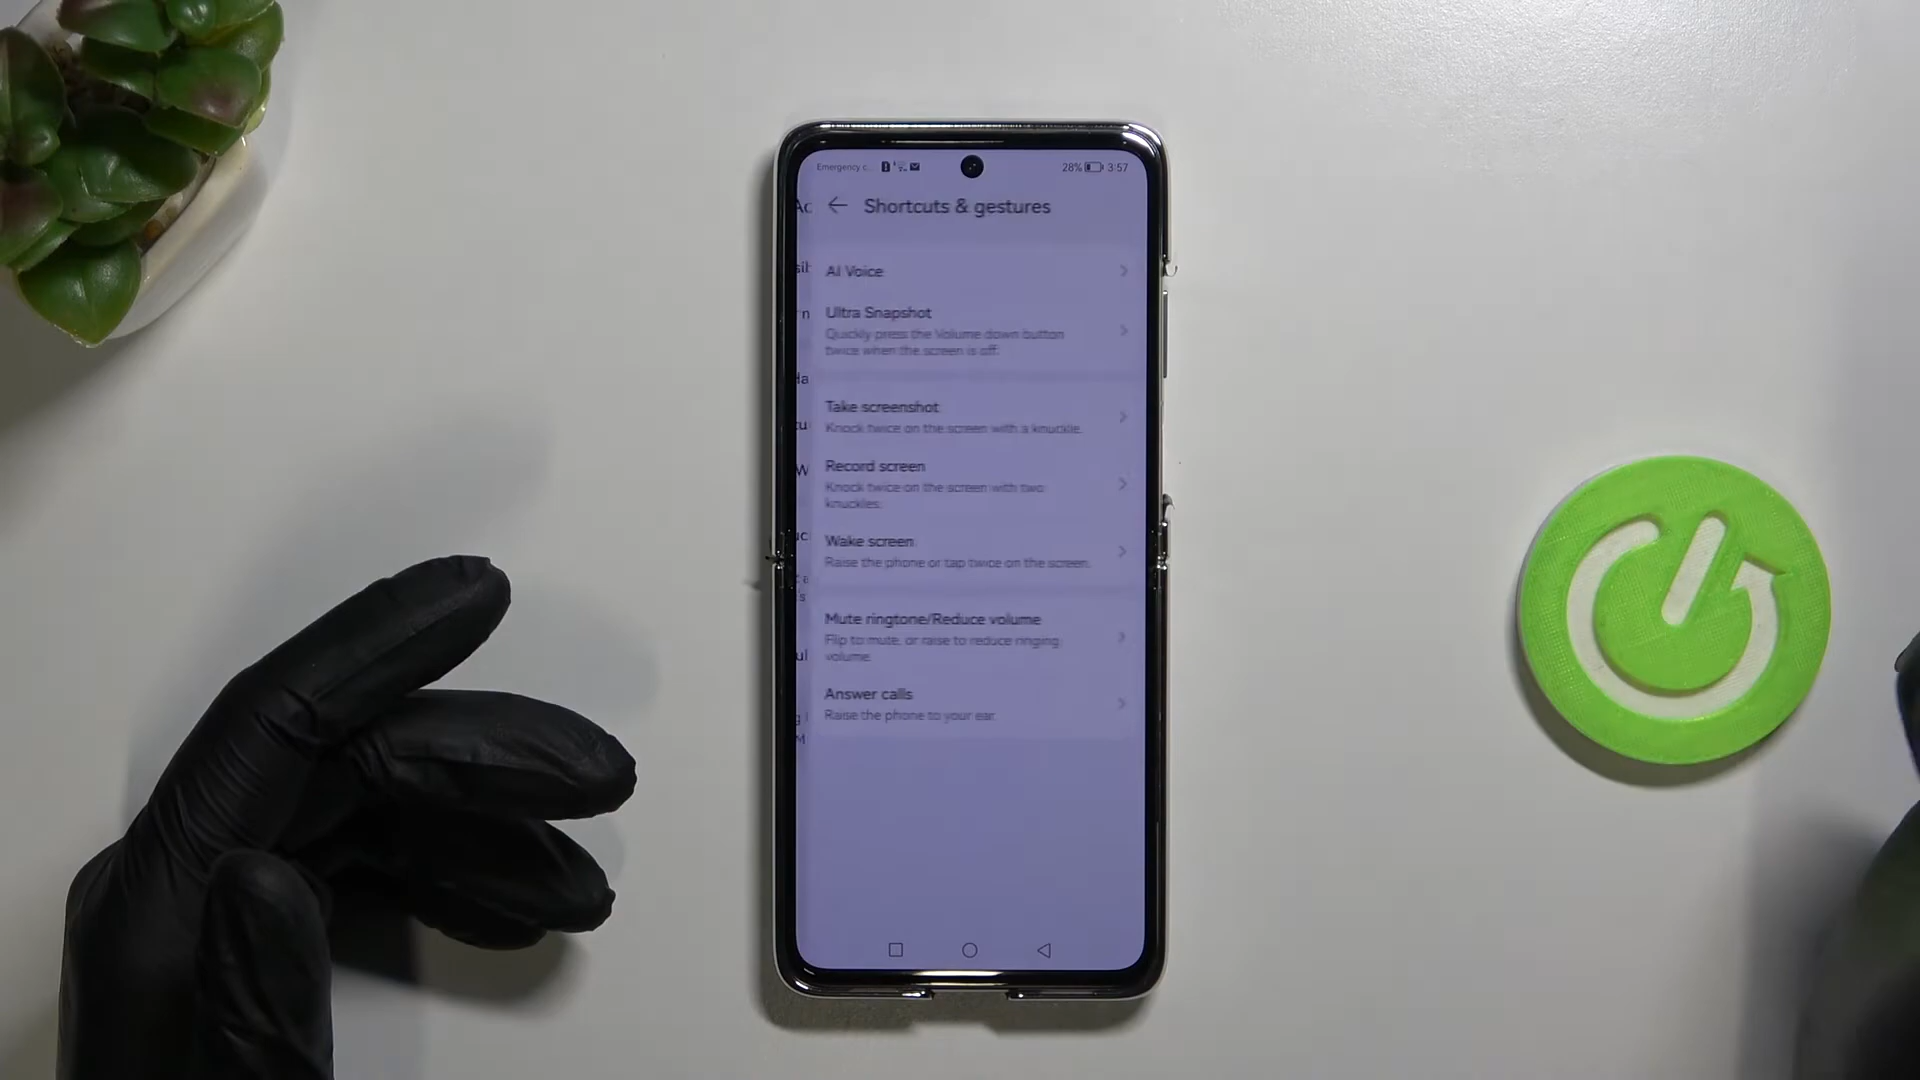 Emergency c...
28% 3:57
Shortcuts & gestures
AI Voice
Ultra Snapshot
Quickly press the Volume down button
twice when the screen is off.
Take screenshot
Knock twice on the screen with a knuckle.
Record screen
Knock twice on the screen with two
knuckles.
Wake screen
Raise the phone or tap twice on the screen.
Mute ringtone/Reduce volume
Flip to mute, or raise to reduce ringing
volume.
Answer calls
Raise the phone to your ear.